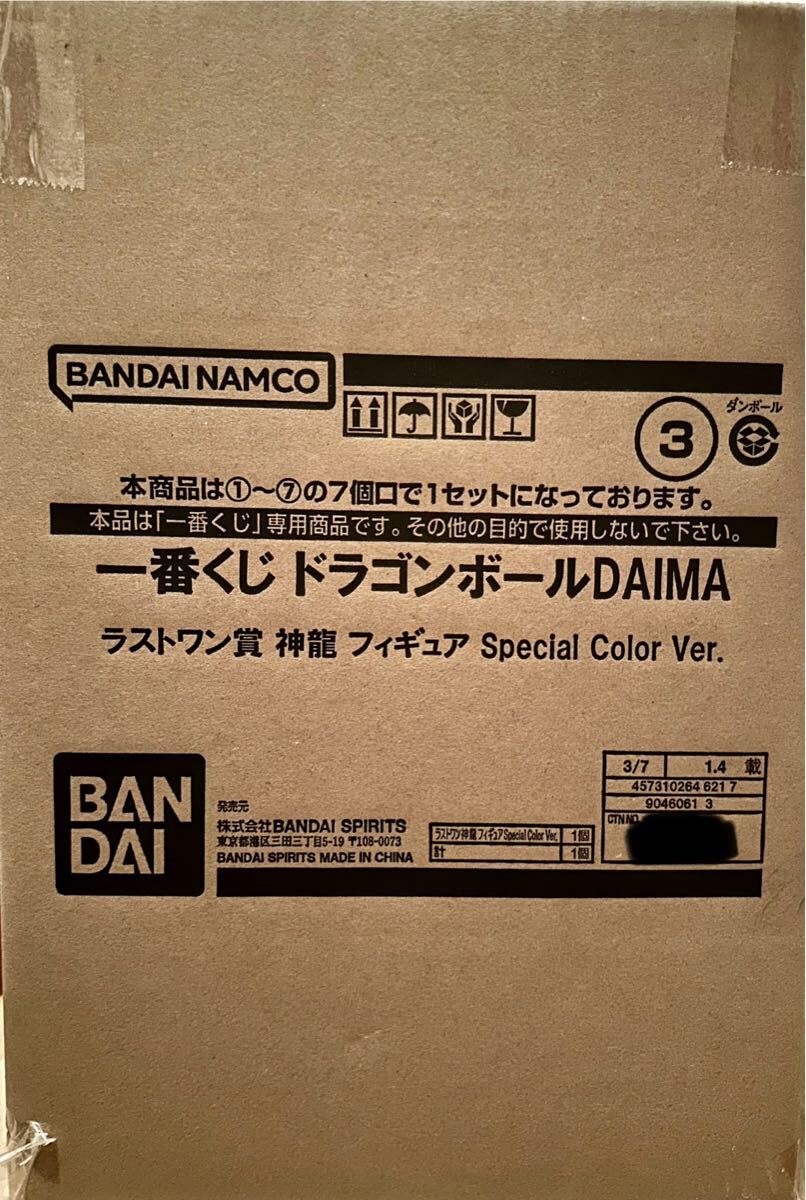 BANDAI NAMCO
ダンボール
3
本商品は①～⑦の7個口で1セットになっております。
本品は「一番くじ」専用商品です。その他の目的で使用しないで下さい。
一番くじ ドラゴンボールDAIMA
ラストワン賞 神龍 フィギュア Special Color Ver.
BAN
DAI
発売元
株式会社BANDAI SPIRITS
東京都港区三田三丁目5-19 〒108-0073
BANDAI SPIRITS MADE IN CHINA
ラストワン神龍フィギュアSpecial Color Ver. 1個
計 1個
3/7 1.4 載
457310264 621 7
9046061 3
CTN NO.